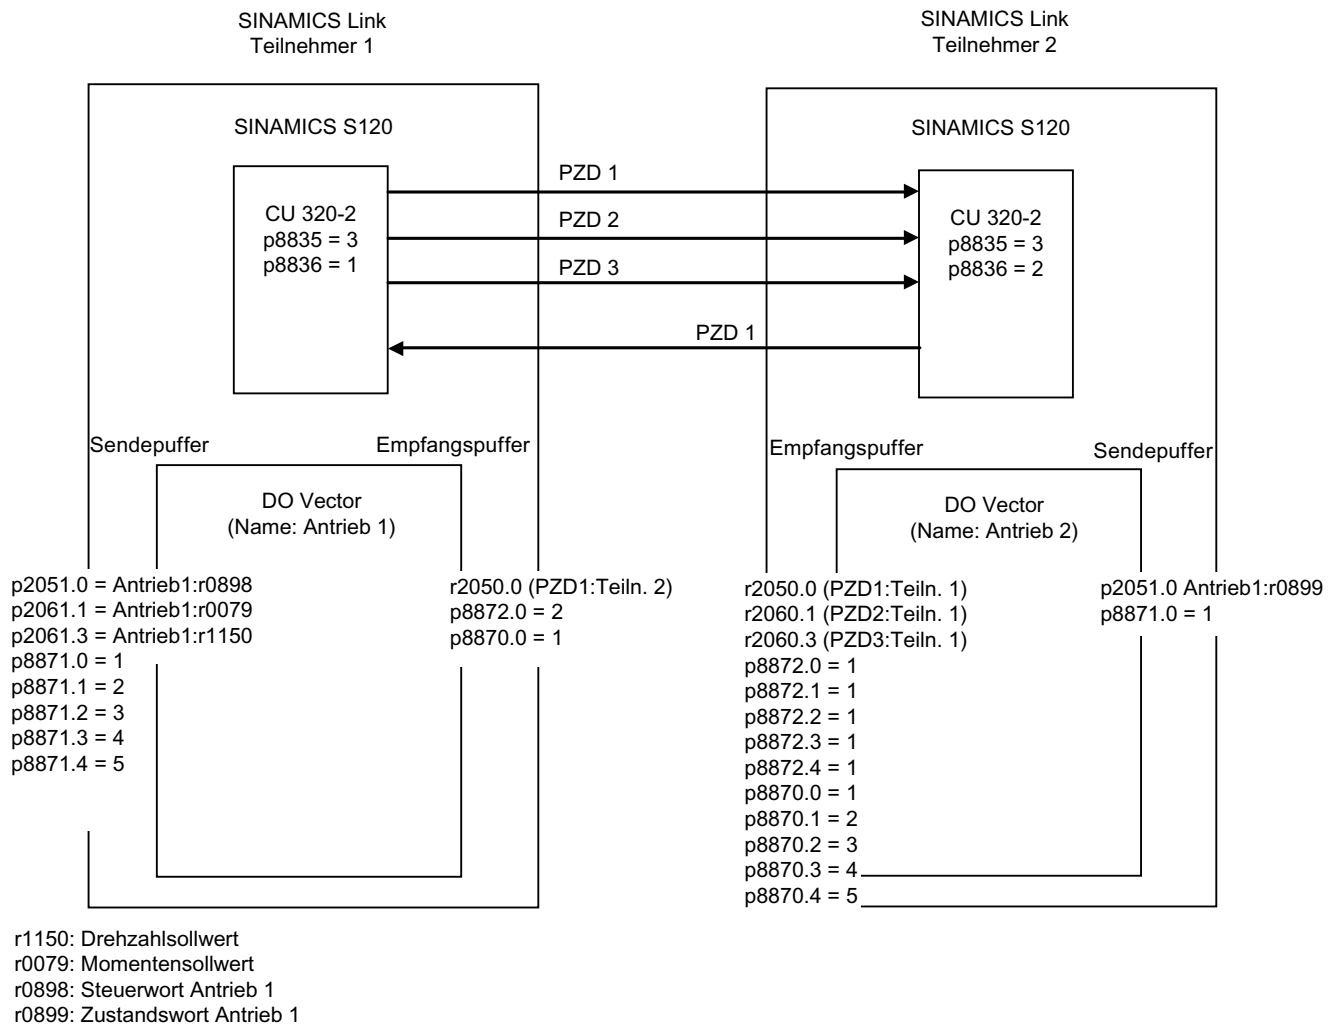 SINAMICS Link
Teilnehmer 1
SINAMICS Link
Teilnehmer 2
SINAMICS S120
SINAMICS S120
CU 320-2
p8835 = 3
p8836 = 1
PZD 1
PZD 2
PZD 3
PZD 1
CU 320-2
p8835 = 3
p8836 = 2
Sendepuffer
Empfangspuffer
DO Vector
(Name: Antrieb 1)
p2051.0 = Antrieb1:r0898
p2061.1 = Antrieb1:r0079
p2061.3 = Antrieb1:r1150
p8871.0 = 1
p8871.1 = 2
p8871.2 = 3
p8871.3 = 4
p8871.4 = 5
r2050.0 (PZD1:Teiln. 2)
p8872.0 = 2
p8870.0 = 1
Empfangspuffer
Sendepuffer
DO Vector
(Name: Antrieb 2)
r2050.0 (PZD1:Teiln. 1)
r2060.1 (PZD2:Teiln. 1)
r2060.3 (PZD3:Teiln. 1)
p8872.0 = 1
p8872.1 = 1
p8872.2 = 1
p8872.3 = 1
p8872.4 = 1
p8870.0 = 1
p8870.1 = 2
p8870.2 = 3
p8870.3 = 4
p8870.4 = 5
p2051.0 Antrieb1:r0899
p8871.0 = 1
r1150: Drehzahlsollwert
r0079: Momentensollwert
r0898: Steuerwort Antrieb 1
r0899: Zustandswort Antrieb 1